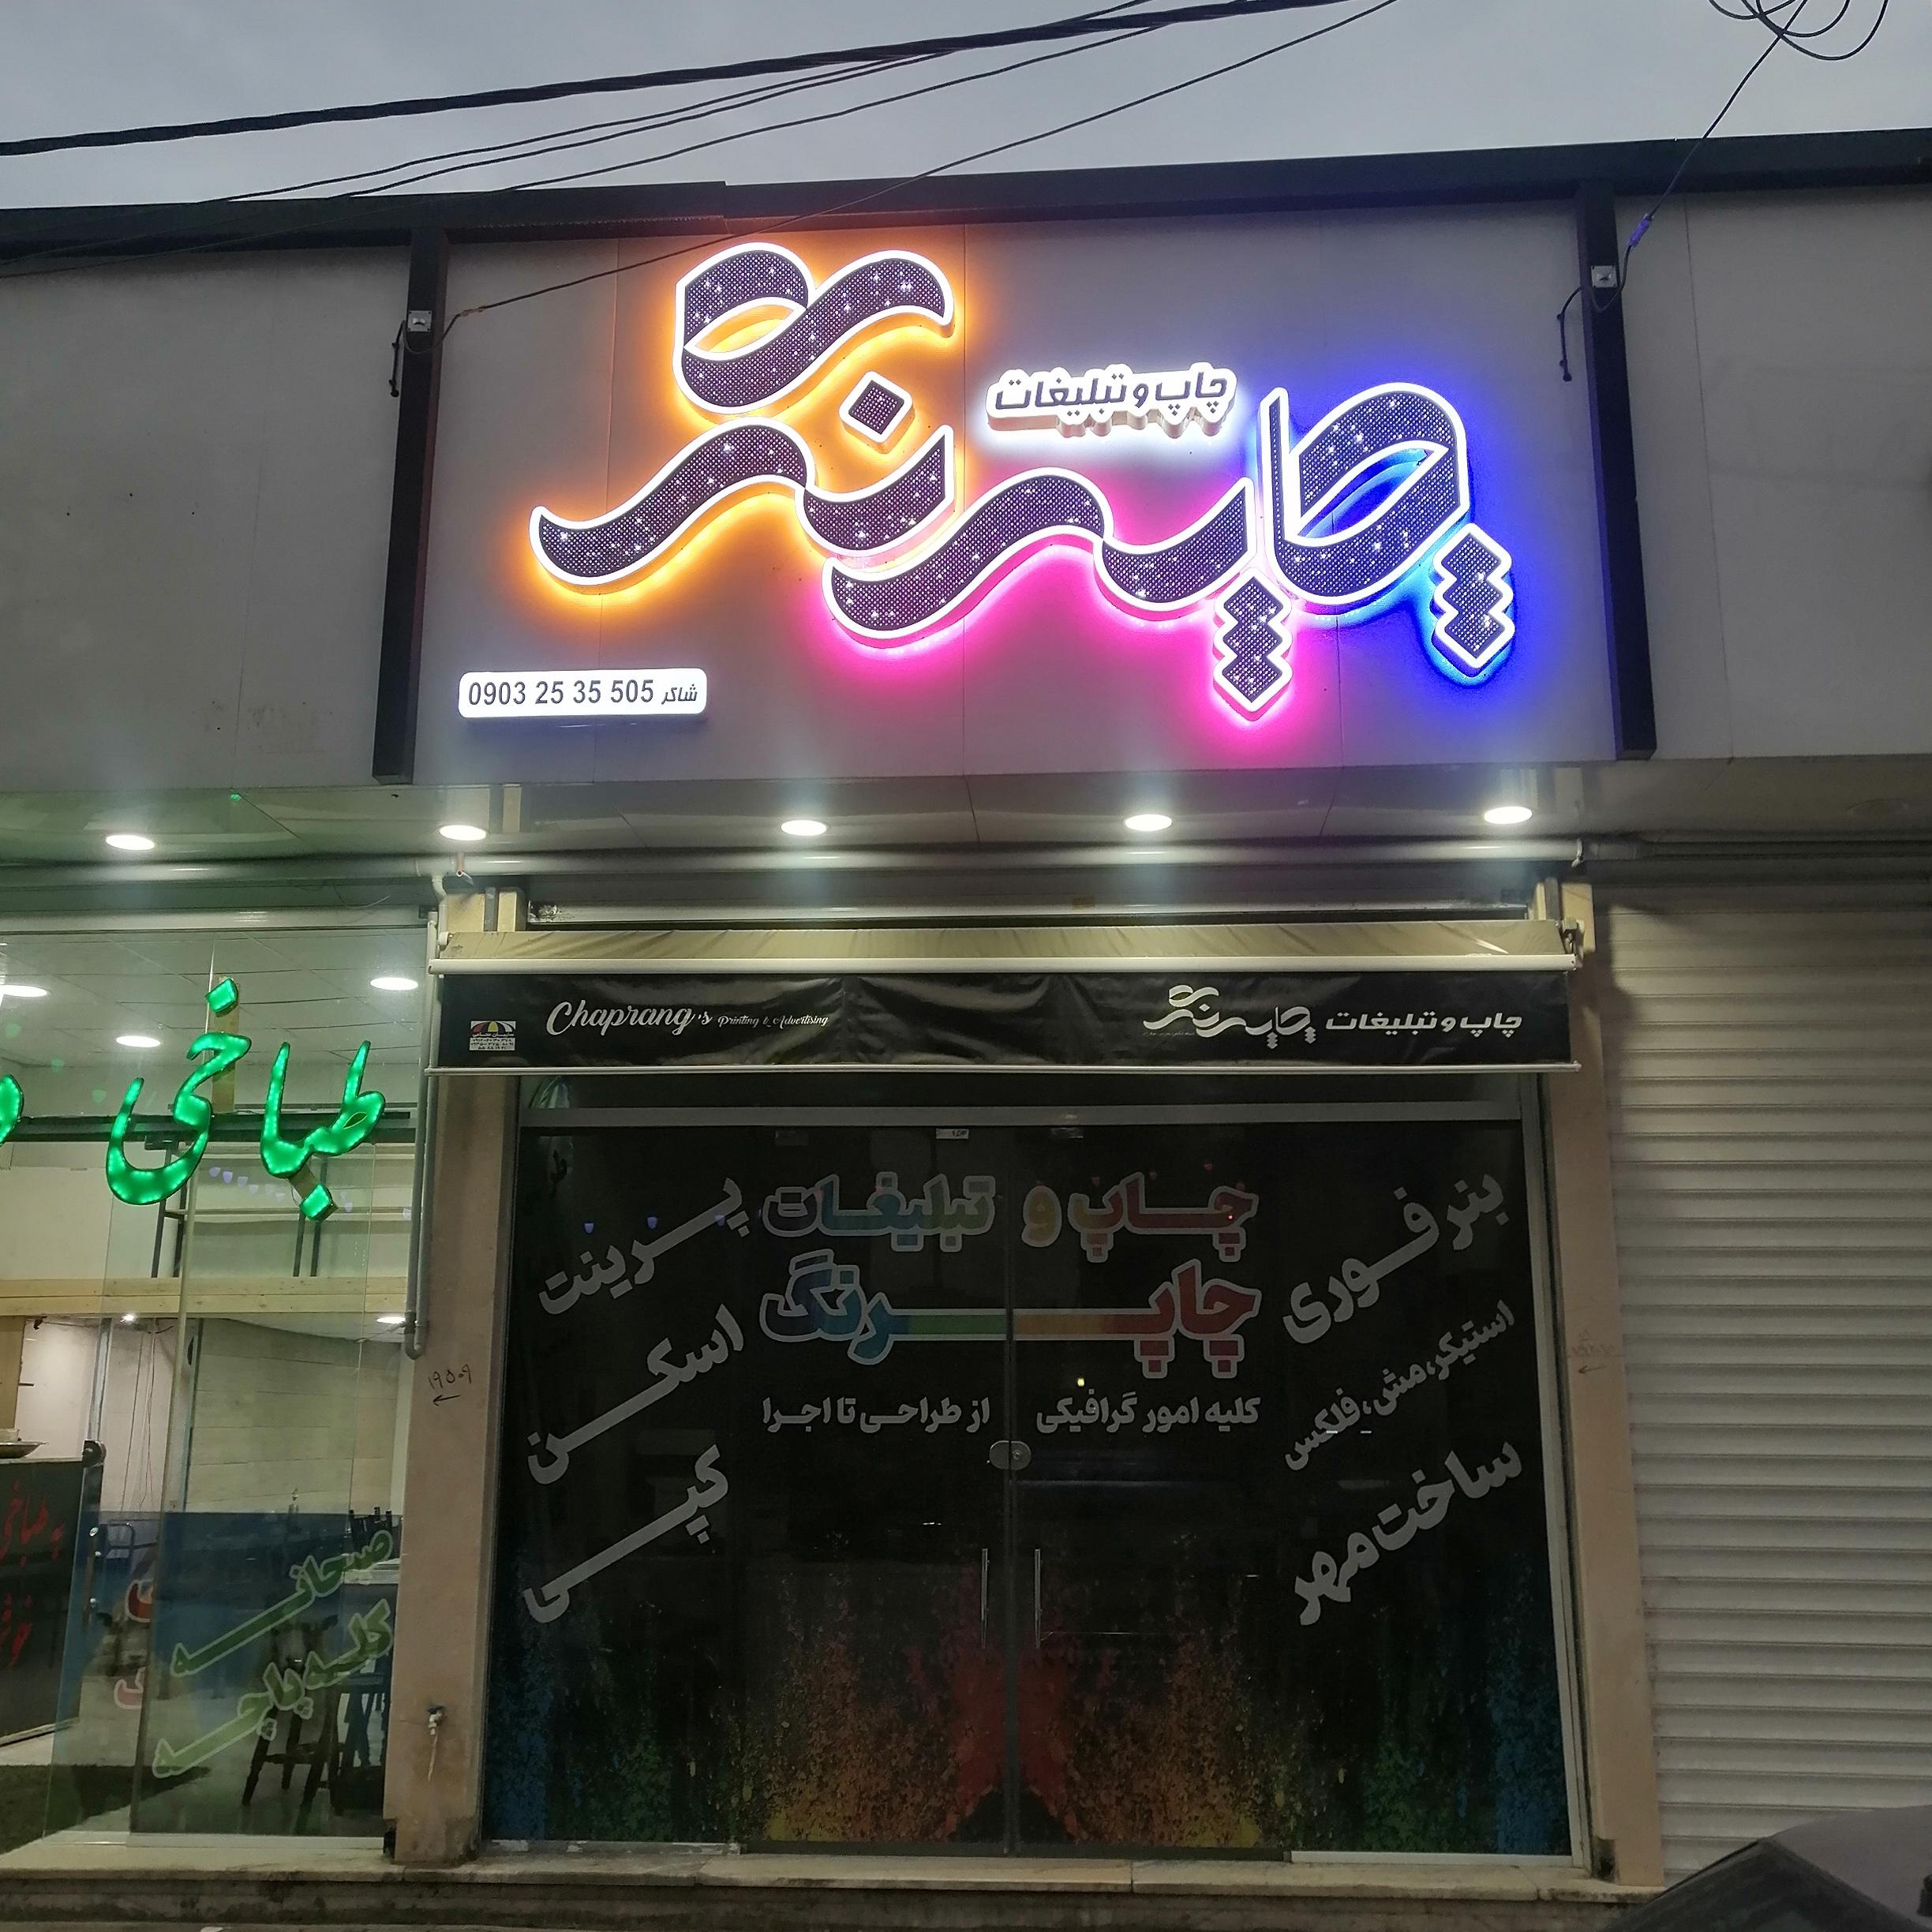 چاپرنگ
چاپ و تبلیغات
0903 25 35 505 شاکر
چاپ و تبلیغات چاپرنگ
Chaprang's Printing & Advertising
طباخی
چاپ و تبلیغات
چاپرنگ
کلیه امور گرافیکی از طراحی تا اجرا
بنر فوری
استیکر، مش، فلکس
ساخت مهر
پرینت
اسکن
کپی
۱۹۵۰۹
صبحانه
کله پاچه